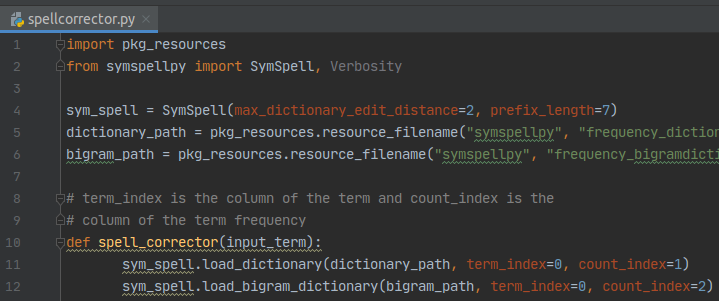 spellcorrector.py
1 import pkg_resources
2 from symspellpy import SymSpell, Verbosity
3
4 sym_spell = SymSpell(max_dictionary_edit_distance=2, prefix_length=7)
5 dictionary_path = pkg_resources.resource_filename("symspellpy", "frequency_diction
6 bigram_path = pkg_resources.resource_filename("symspellpy", "frequency_bigramdicti
7
8 # term_index is the column of the term and count_index is the
9 # column of the term frequency
10 def spell_corrector(input_term):
11 sym_spell.load_dictionary(dictionary_path, term_index=0, count_index=1)
12 sym_spell.load_bigram_dictionary(bigram_path, term_index=0, count_index=2)